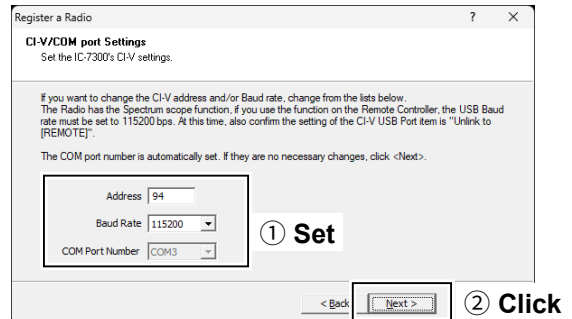 Register a Radio ? ×
CI-V/COM port Settings
Set the IC-7300's CI-V settings.
If you want to change the CI-V address and/or Baud rate, change from the lists below.
The Radio has the Spectrum scope function, if you use the function on the Remote Controller, the USB Baud
rate must be set to 115200 bps. At this time, also confirm the setting of the CI-V USB Port item is "Unlink to
[REMOTE]".
The COM port number is automatically set. If they are no necessary changes, click <Next>.
Address 94
Baud Rate 115200
① Set
COM Port Number COM3
< Back Next > ② Click